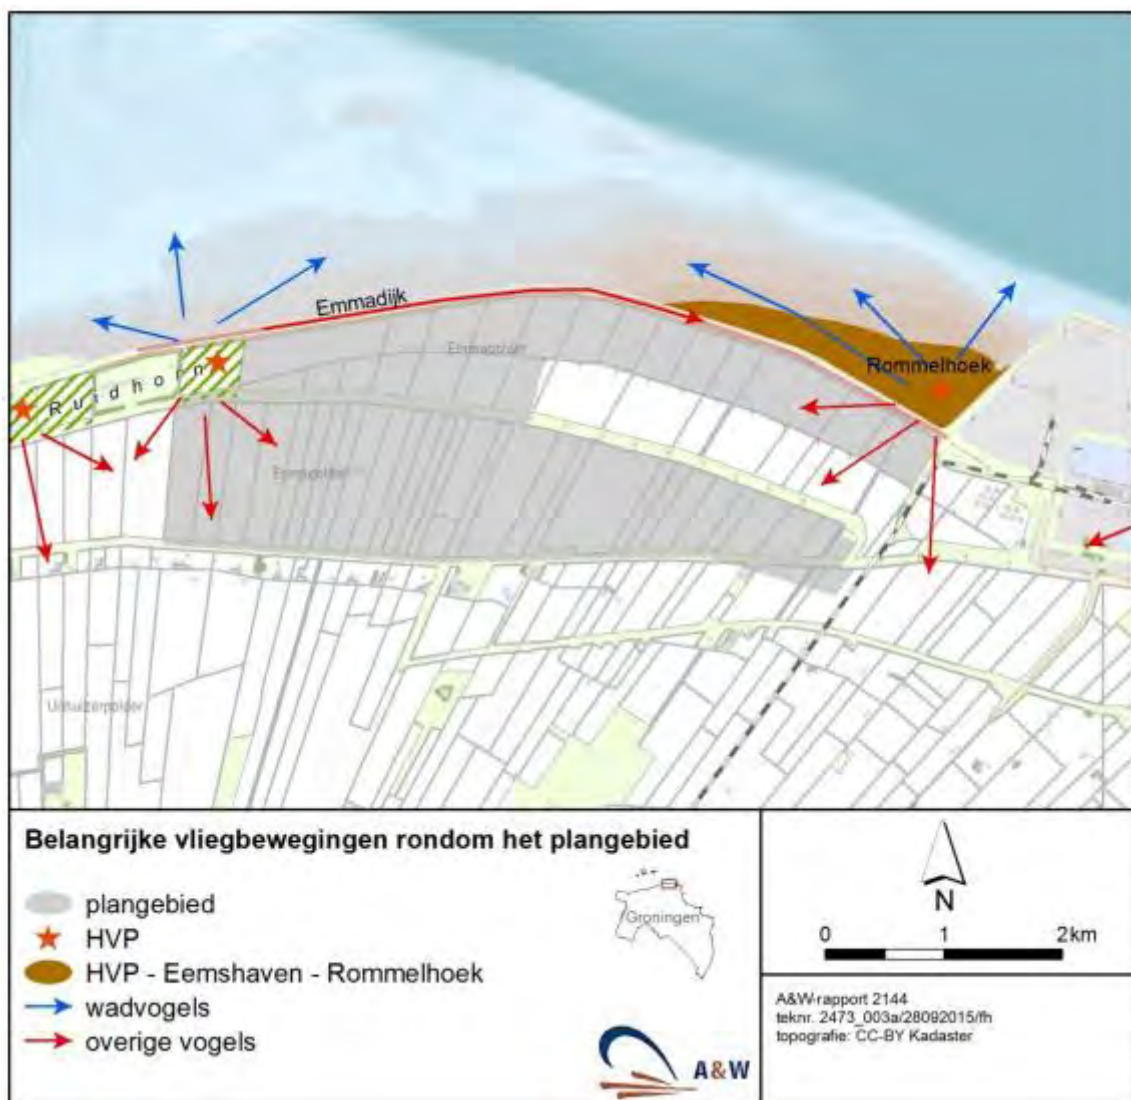 Emmadijk
Emmapolder
Rommelhoek
Ruidhorn
Eemspolder
Uithuizerpolder
Belangrijke vliegbewegingen rondom het plangebied
plangebied
HVP
HVP - Eemshaven - Rommelhoek
wadvogels
overige vogels
Groningen
A&W
N
0 1 2km
A&W-rapport 2144
teknr. 2473_003a/28092015/fh
topografie: CC-BY Kadaster